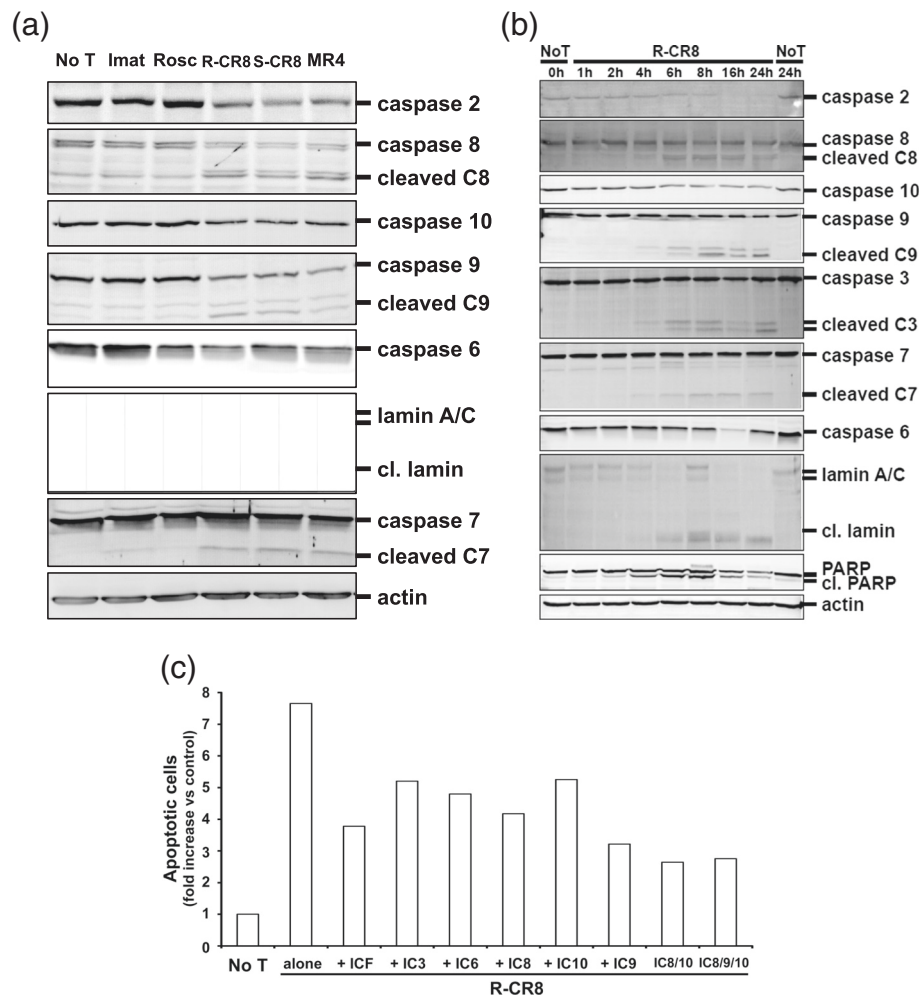 (a)
No T Imat Rosc R-CR8 S-CR8 MR4
caspase 2
caspase 8
cleaved C8
caspase 10
caspase 9
cleaved C9
caspase 6
lamin A/C
cl. lamin
caspase 7
cleaved C7
actin
(b)
NoT R-CR8 NoT
0h 1h 2h 4h 6h 8h 16h 24h 24h
caspase 2
caspase 8
cleaved C8
caspase 10
caspase 9
cleaved C9
caspase 3
cleaved C3
caspase 7
cleaved C7
caspase 6
lamin A/C
cl. lamin
PARP
cl. PARP
actin
(c)
Apoptotic cells
(fold increase vs control)
8
7
6
5
4
3
2
1
0
No T alone + ICF + IC3 + IC6 + IC8 + IC10 + IC9 IC8/10 IC8/9/10
R-CR8